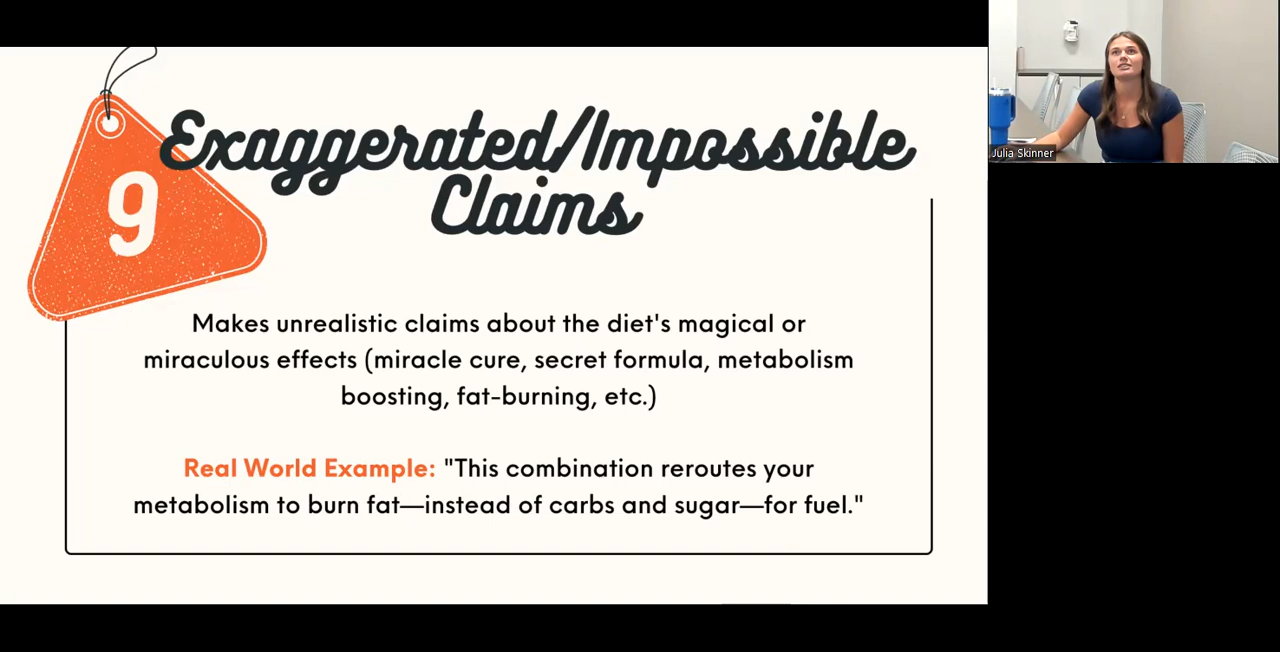 9
Exaggerated/Impossible
Claims
Makes unrealistic claims about the diet's magical or
miraculous effects (miracle cure, secret formula, metabolism
boosting, fat-burning, etc.)
Real World Example: "This combination reroutes your
metabolism to burn fat—instead of carbs and sugar—for fuel."
Julia Skinner